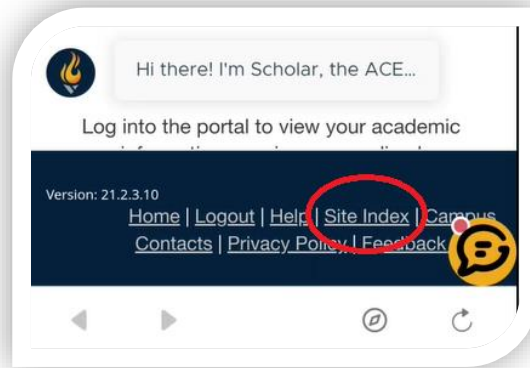 Hi there! I'm Scholar, the ACE...
Log into the portal to view your academic
Version: 21.2.3.10
Home | Logout | Help | Site Index | Campus
Contacts | Privacy Policy | Feedback